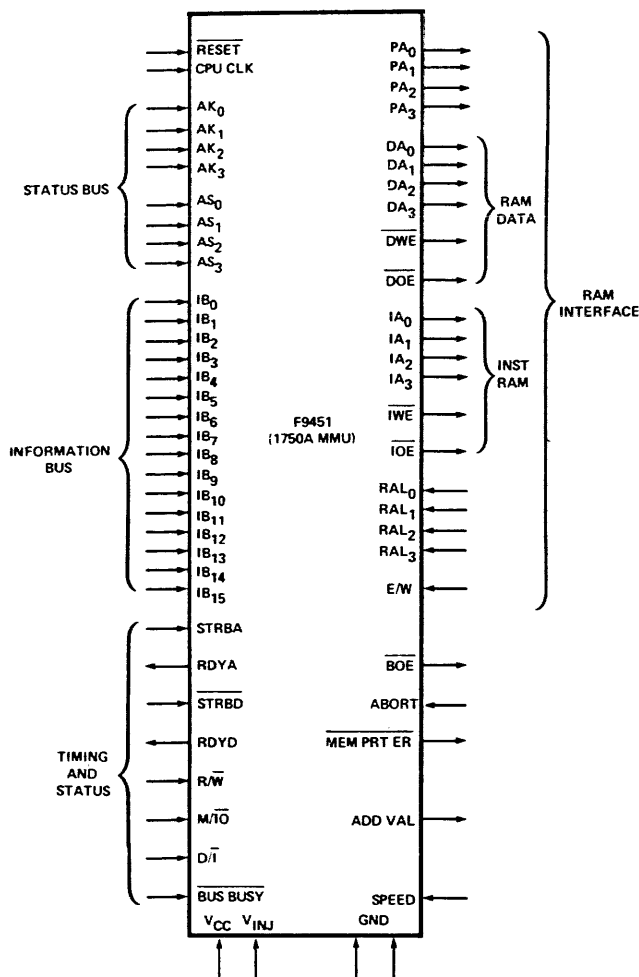 RESET
CPU CLK
STATUS BUS
AK0
AK1
AK2
AK3
AS0
AS1
AS2
AS3
INFORMATION
BUS
IB0
IB1
IB2
IB3
IB4
IB5
IB6
IB7
IB8
IB9
IB10
IB11
IB12
IB13
IB14
IB15
TIMING
AND
STATUS
STRBA
RDYA
STRBD
RDYD
R/W
M/IO
D/I
BUS BUSY
VCC
VINJ
F9451
(1750A MMU)
PA0
PA1
PA2
PA3
DA0
DA1
DA2
DA3
DWE
DOE
RAM
DATA
IA0
IA1
IA2
IA3
IWE
IOE
INST
RAM
RAL0
RAL1
RAL2
RAL3
E/W
RAM
INTERFACE
BOE
ABORT
MEM PRT ER
ADD VAL
SPEED
GND